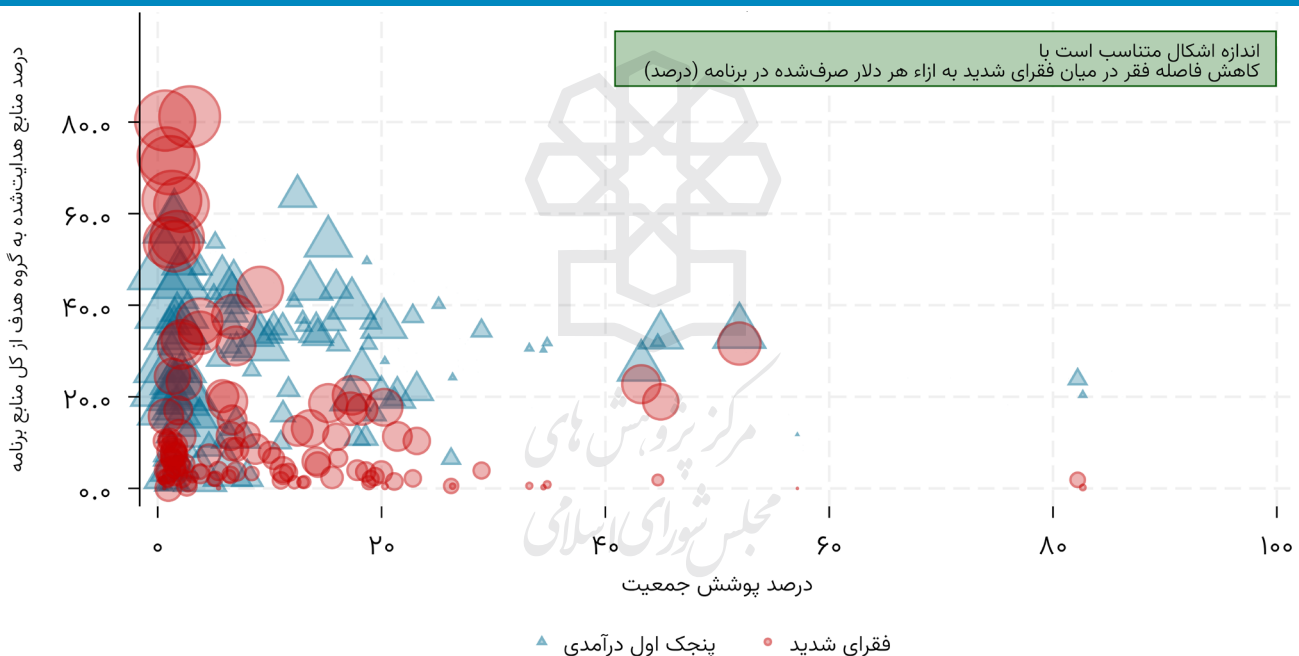 اندازه اشکال متناسب است با
کاهش فاصله فقر در میان فقرای شدید به ازاء هر دلار صرف‌شده در برنامه (درصد)
درصد منابع هدایت‌شده به گروه هدف از کل منابع برنامه
۸۰.۰
۶۰.۰
۴۰.۰
۲۰.۰
۰.۰
۰ ۲۰ ۴۰ ۶۰ ۸۰ ۱۰۰
درصد پوشش جمعیت
فقرای شدید پنجک اول درآمدی
مرکز پژوهش های
مجلس شورای اسلامی